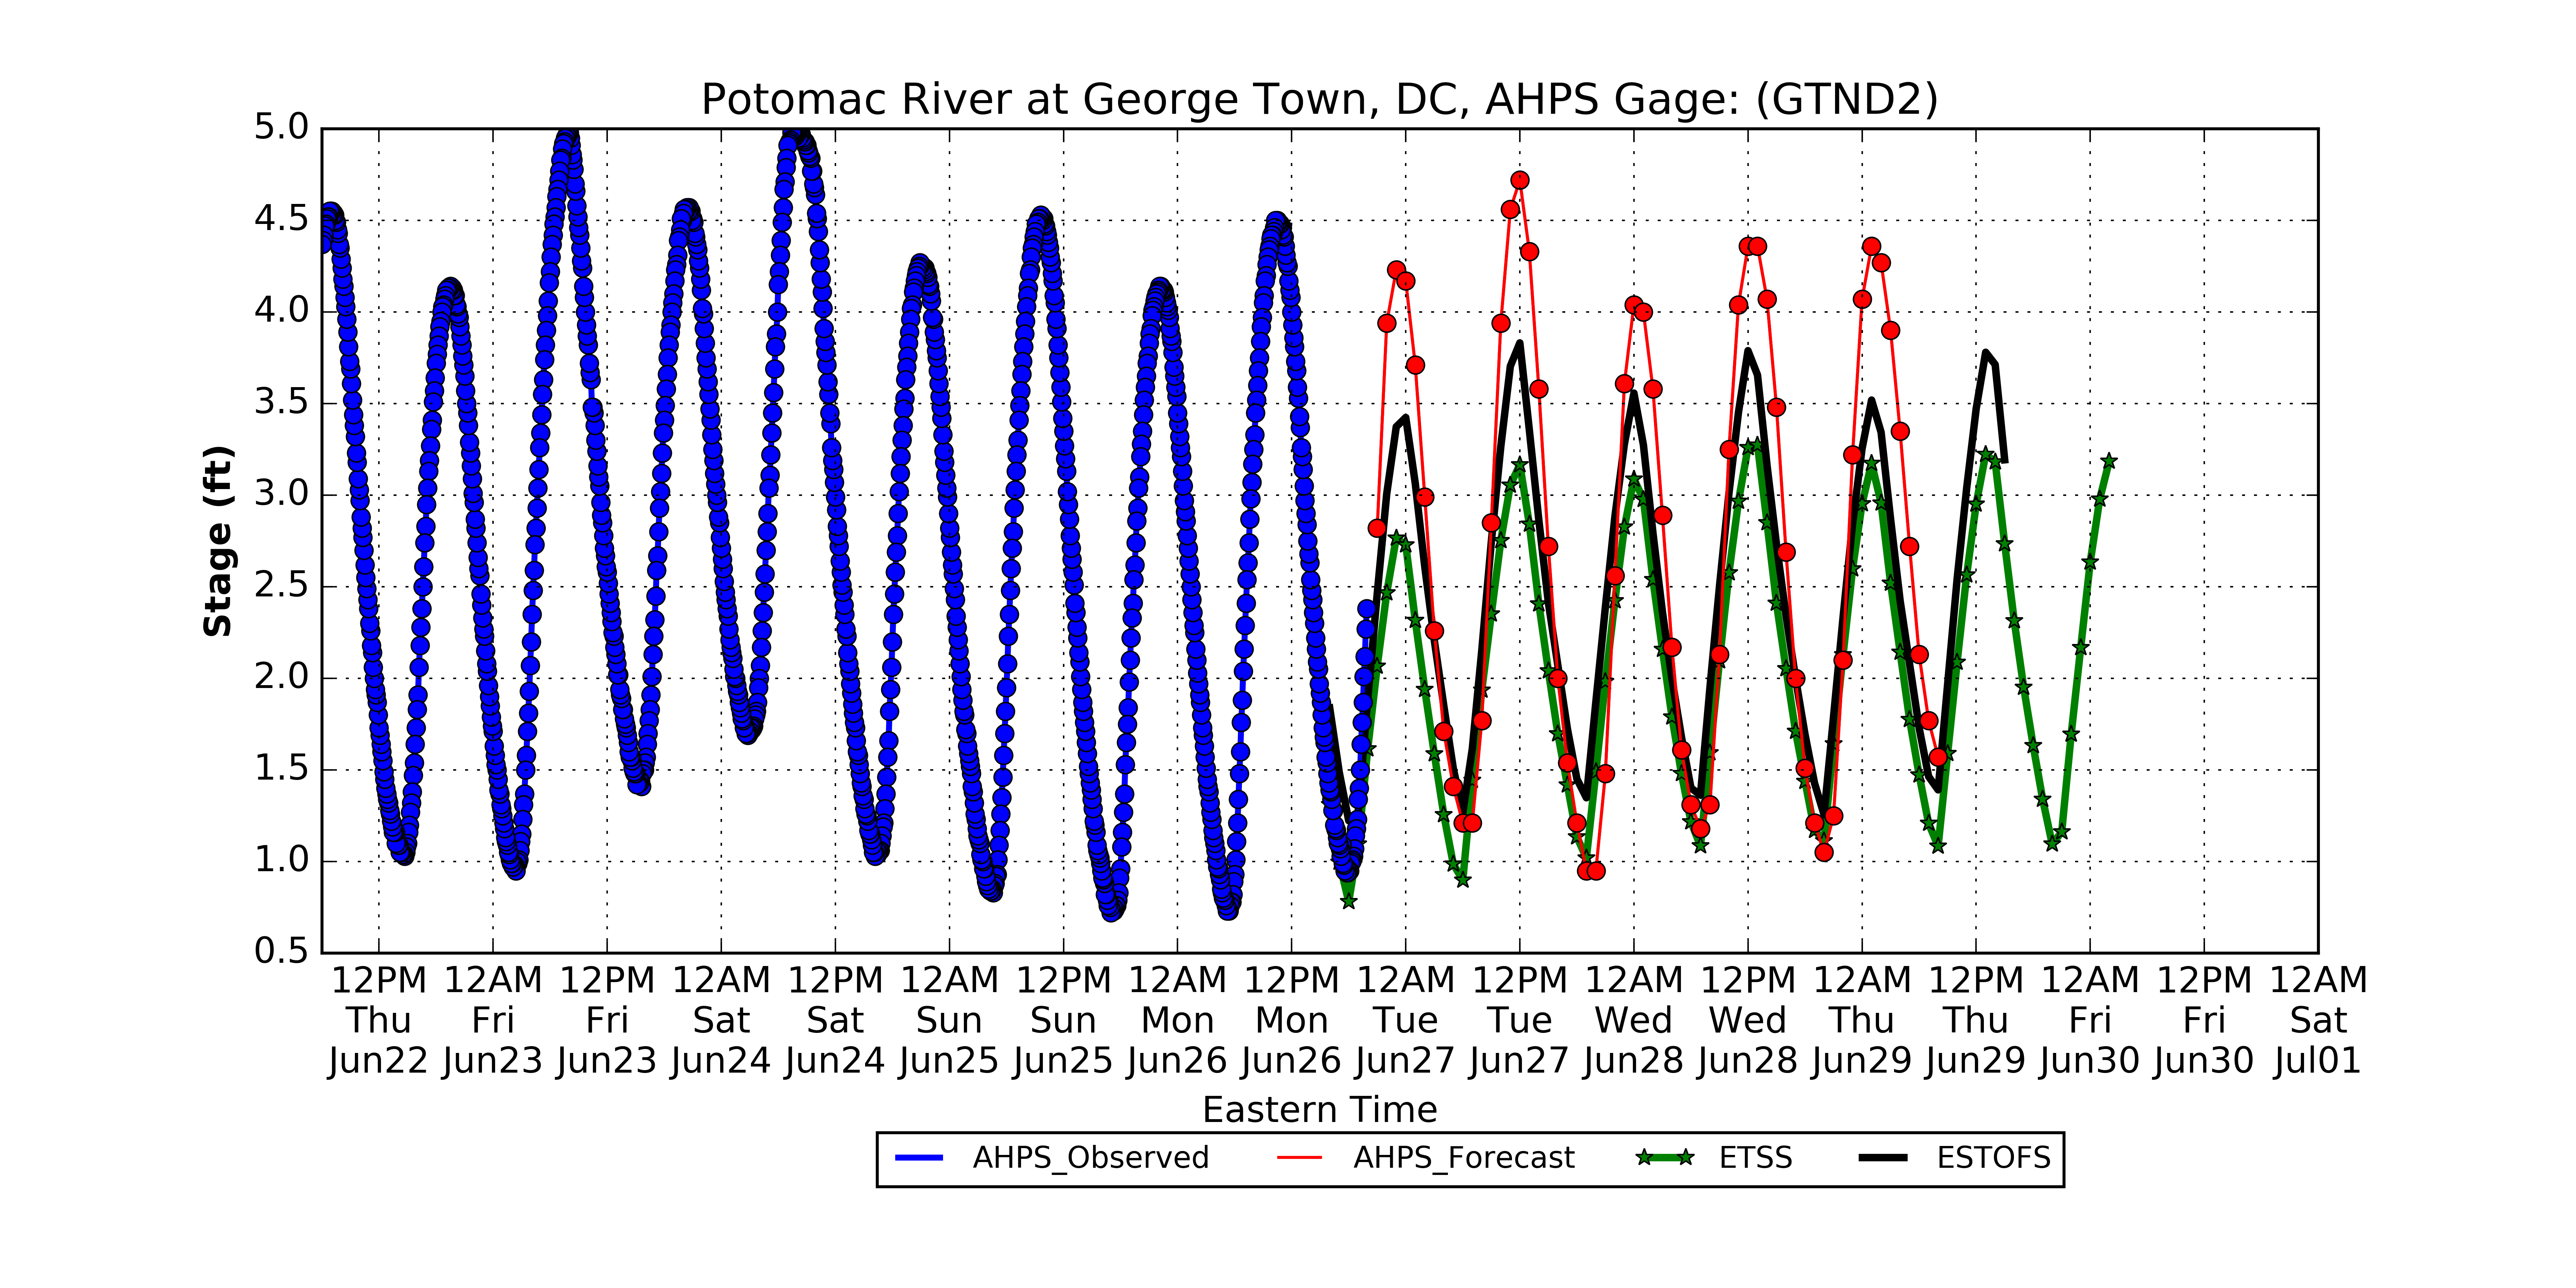 Potomac River at George Town, DC, AHPS Gage: (GTND2)
5.0
4.5
4.0
3.5
3.0
2.5
2.0
1.5
1.0
0.5
Stage (ft)
12PM 12AM 12PM 12AM 12PM 12AM 12PM 12AM 12PM 12AM 12PM 12AM 12PM 12AM 12PM 12AM 12PM 12AM
Thu Fri Fri Sat Sat Sun Sun Mon Mon Tue Tue Wed Wed Thu Thu Fri Fri Sat
Jun22 Jun23 Jun23 Jun24 Jun24 Jun25 Jun25 Jun26 Jun26 Jun27 Jun27 Jun28 Jun28 Jun29 Jun29 Jun30 Jun30 Jul01
Eastern Time
AHPS_Observed AHPS_Forecast ETSS ESTOFS